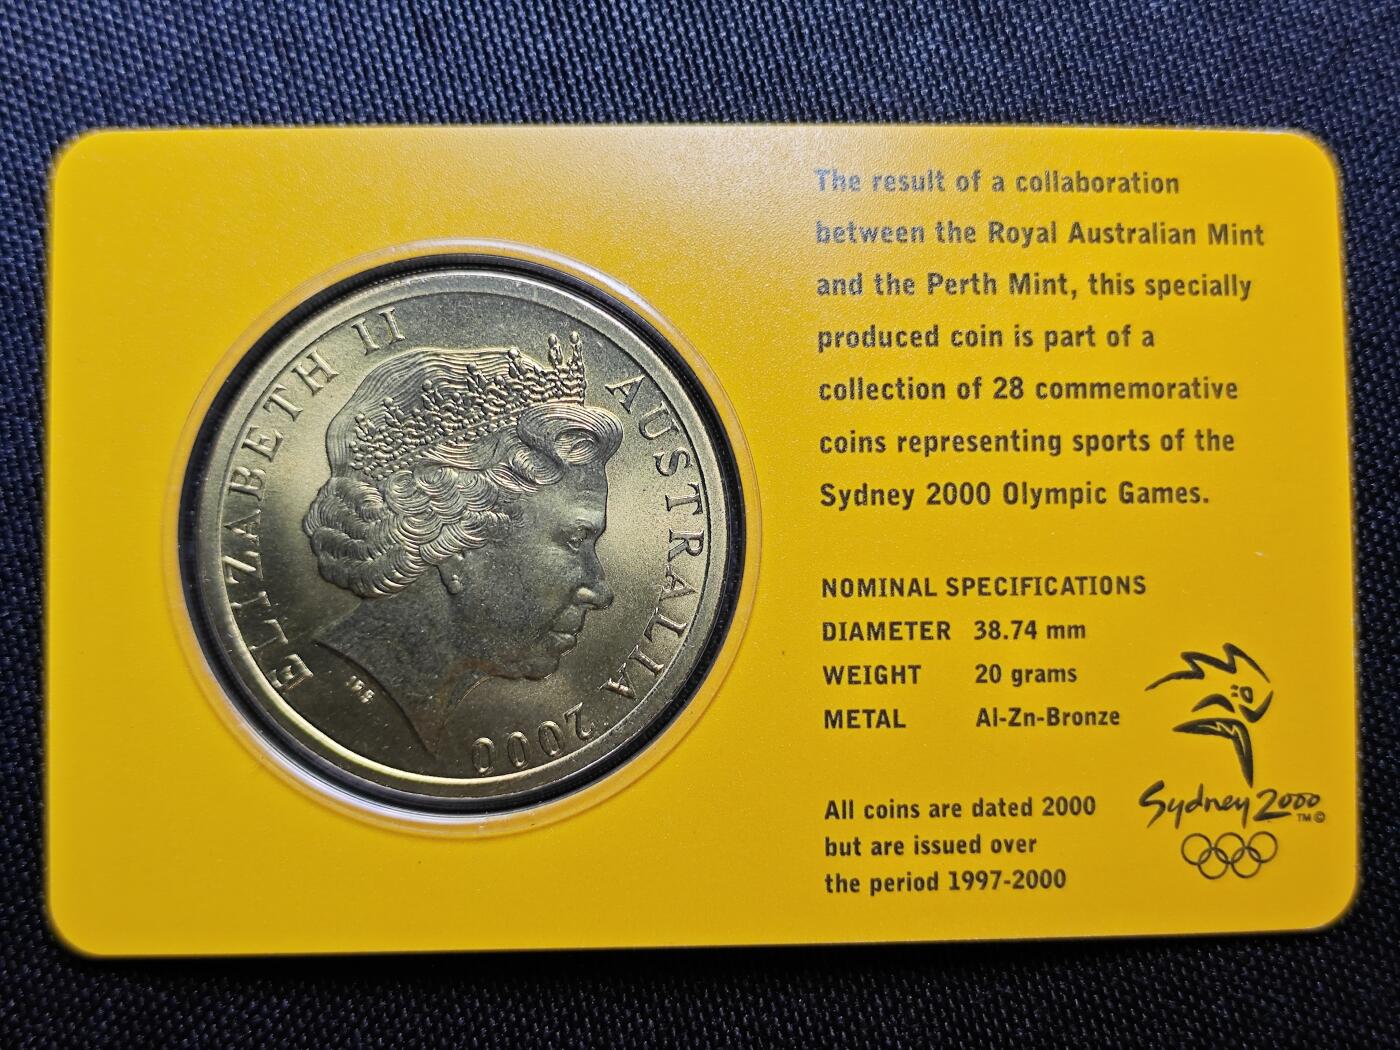 ELIZABETH II
AUSTRALIA 2000
IRB
The result of a collaboration
between the Royal Australian Mint
and the Perth Mint, this specially
produced coin is part of a
collection of 28 commemorative
coins representing sports of the
Sydney 2000 Olympic Games.
NOMINAL SPECIFICATIONS
DIAMETER 38.74 mm
WEIGHT 20 grams
METAL Al-Zn-Bronze
Sydney 2000
TM©
All coins are dated 2000
but are issued over
the period 1997-2000